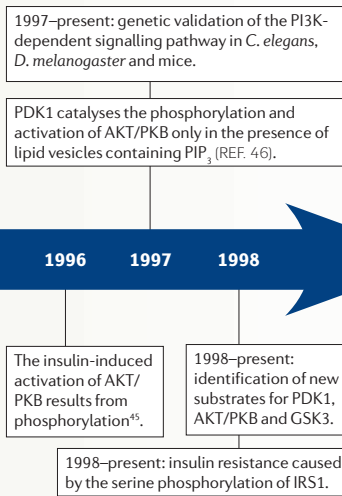 1997–present: genetic validation of the PI3K-
dependent signalling pathway in C. elegans,
D. melanogaster and mice.
PDK1 catalyses the phosphorylation and
activation of AKT/PKB only in the presence of
lipid vesicles containing PIP₃ (REF. 46).
1996 1997 1998
The insulin-induced
activation of AKT/
PKB results from
phosphorylation⁴⁵.
1998–present:
identification of new
substrates for PDK1,
AKT/PKB and GSK3.
1998–present: insulin resistance caused
by the serine phosphorylation of IRS1.